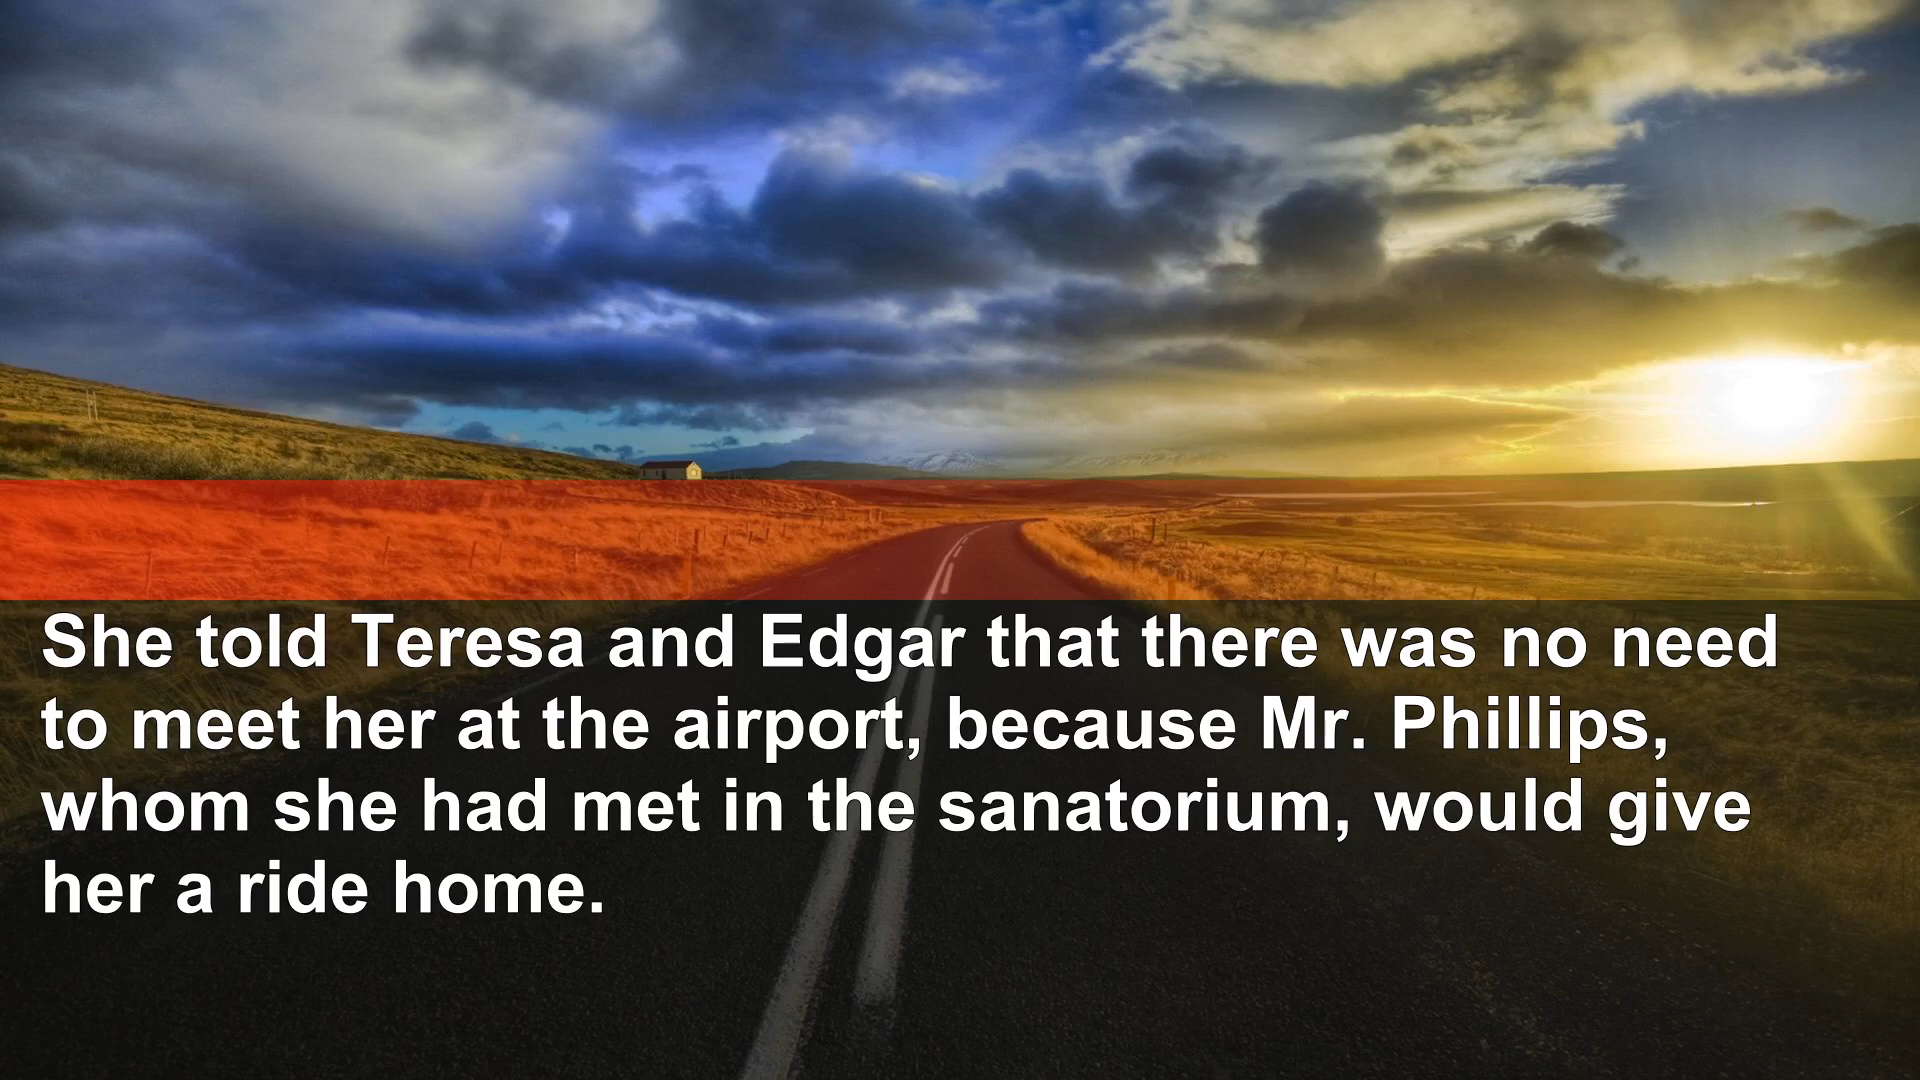 She told Teresa and Edgar that there was no need
to meet her at the airport, because Mr. Phillips,
whom she had met in the sanatorium, would give
her a ride home.